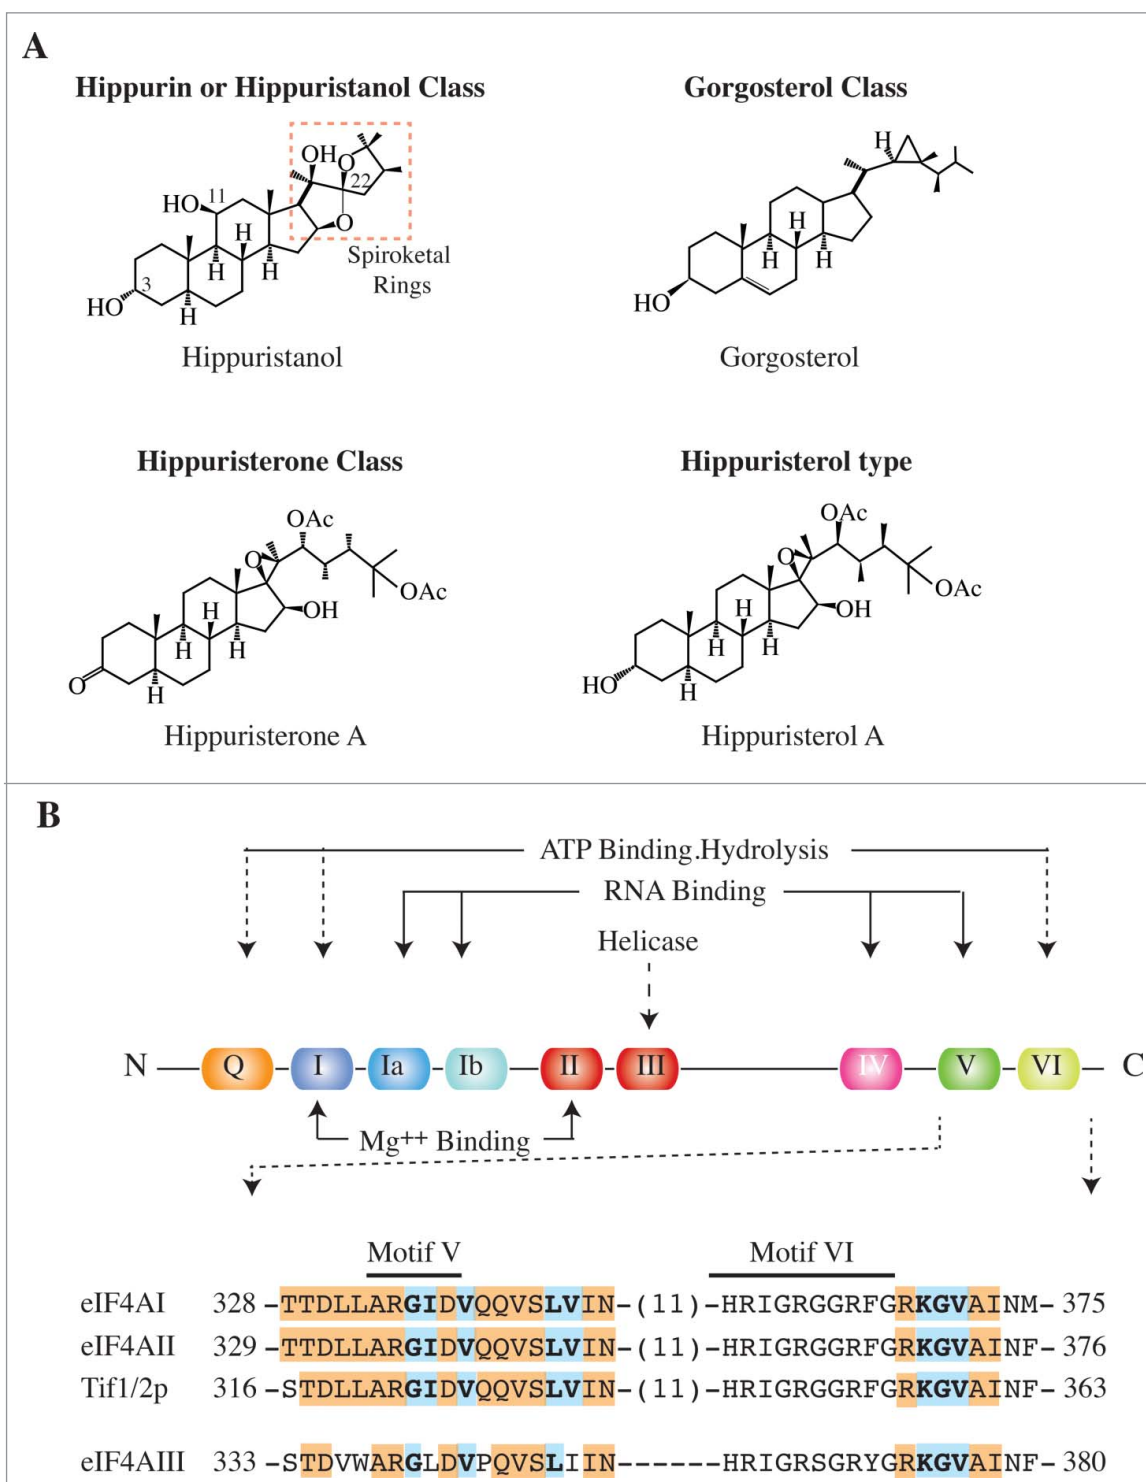 A
Hippurin or Hippuristanol Class
Gorgosterol Class
OH
O
22
11
HO
H
H
H
O
3
HO
H
Spiroketal
Rings
Hippuristanol
H
H
H
H
HO
Gorgosterol
Hippuristerone Class
Hippuristerol type
OAc
O
OAc
OH
H
H
H
O
H
Hippuristerone A
OAc
O
OAc
OH
H
H
H
HO
H
Hippuristerol A
B
ATP Binding.Hydrolysis
RNA Binding
Helicase
N Q I Ia Ib II III IV V VI C
Mg++ Binding
Motif V Motif VI
eIF4AI 328 –TTDLLARGIDVQQVSLVIN–(11)–HRIGRGGRFGRKGVAINM– 375
eIF4AII 329 –TTDLLARGIDVQQVSLVIN–(11)–HRIGRGGRFGRKGVAINF– 376
Tif1/2p 316 –STDLLARGIDVQQVSLVIN–(11)–HRIGRGGRFGRKGVAINF– 363
eIF4AIII 333 –STDVWARGLDVPQVSLIIN––––––HRIGRSGRYGRKGVAINF– 380